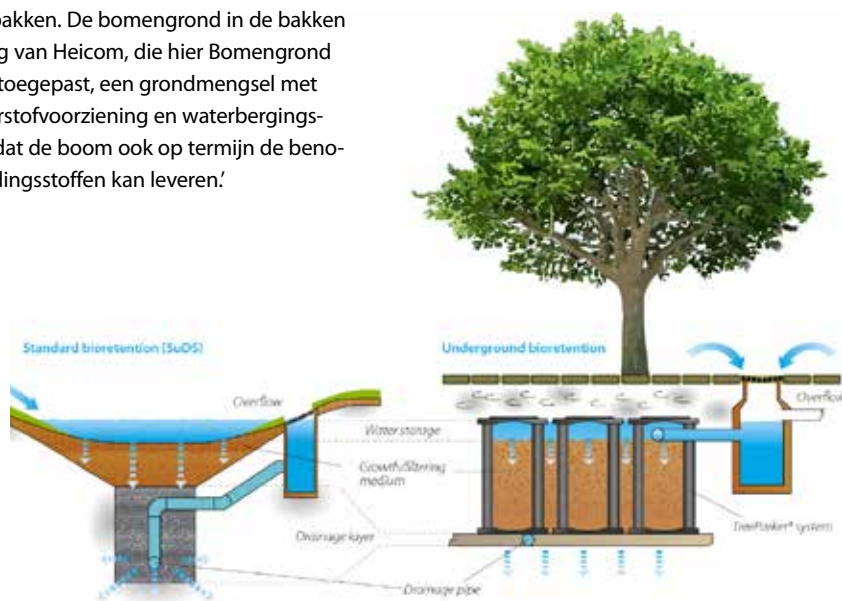 bakken. De bomengrond in de bakken
g van Heicom, die hier Bomengrond
toegepast, een grondmengsel met
rstofvoorziening en waterbergings-
dat de boom ook op termijn de beno-
dingsstoffen kan leveren.’
Standard bioretention (SuDS)
Underground bioretention
Overflow
Overflow
Water storage
Growth/filtering
medium
TreeParker® system
Drainage layer
Drainage pipe